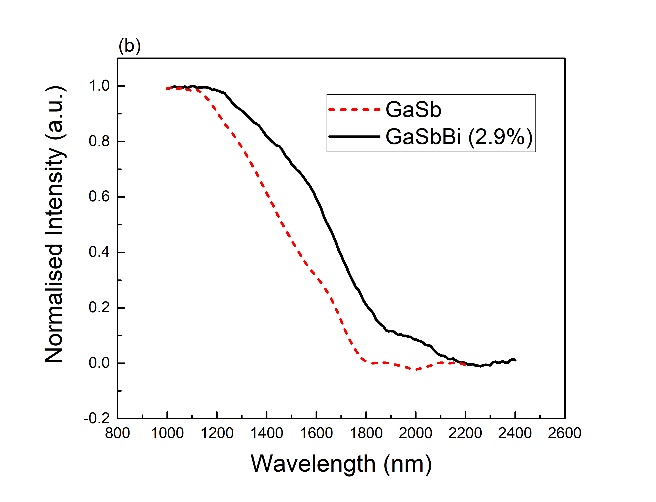 (b)
1.0
0.8
0.6
0.4
0.2
0.0
-0.2
Normalised Intensity (a.u.)
GaSb
GaSbBi (2.9%)
800 1000 1200 1400 1600 1800 2000 2200 2400 2600
Wavelength (nm)